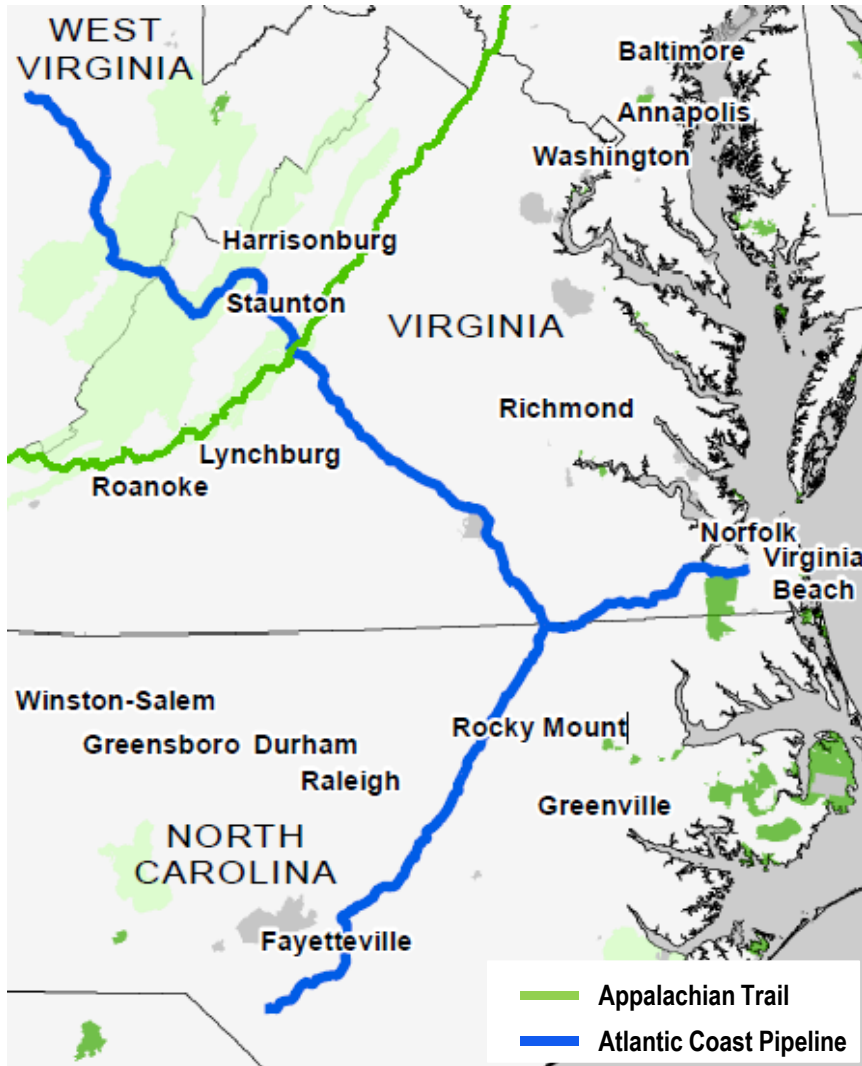 WEST
VIRGINIA
Baltimore
Annapolis
Washington
Harrisonburg
Staunton
VIRGINIA
Richmond
Lynchburg
Roanoke
Norfolk
Virginia
Beach
Winston-Salem
Rocky Mount
Greensboro Durham
Raleigh
Greenville
NORTH
CAROLINA
Fayetteville
Appalachian Trail
Atlantic Coast Pipeline